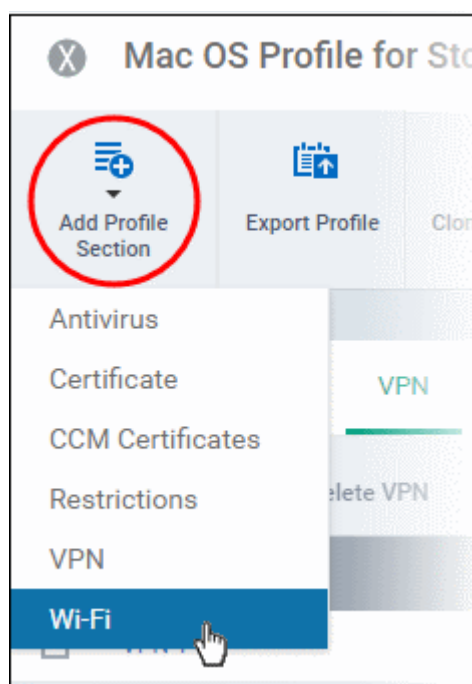 X
Mac OS Profile for Sto
Add Profile
Section
Export Profile
Clon
Antivirus
Certificate
VPN
CCM Certificates
Restrictions
elete VPN
VPN
Wi-Fi